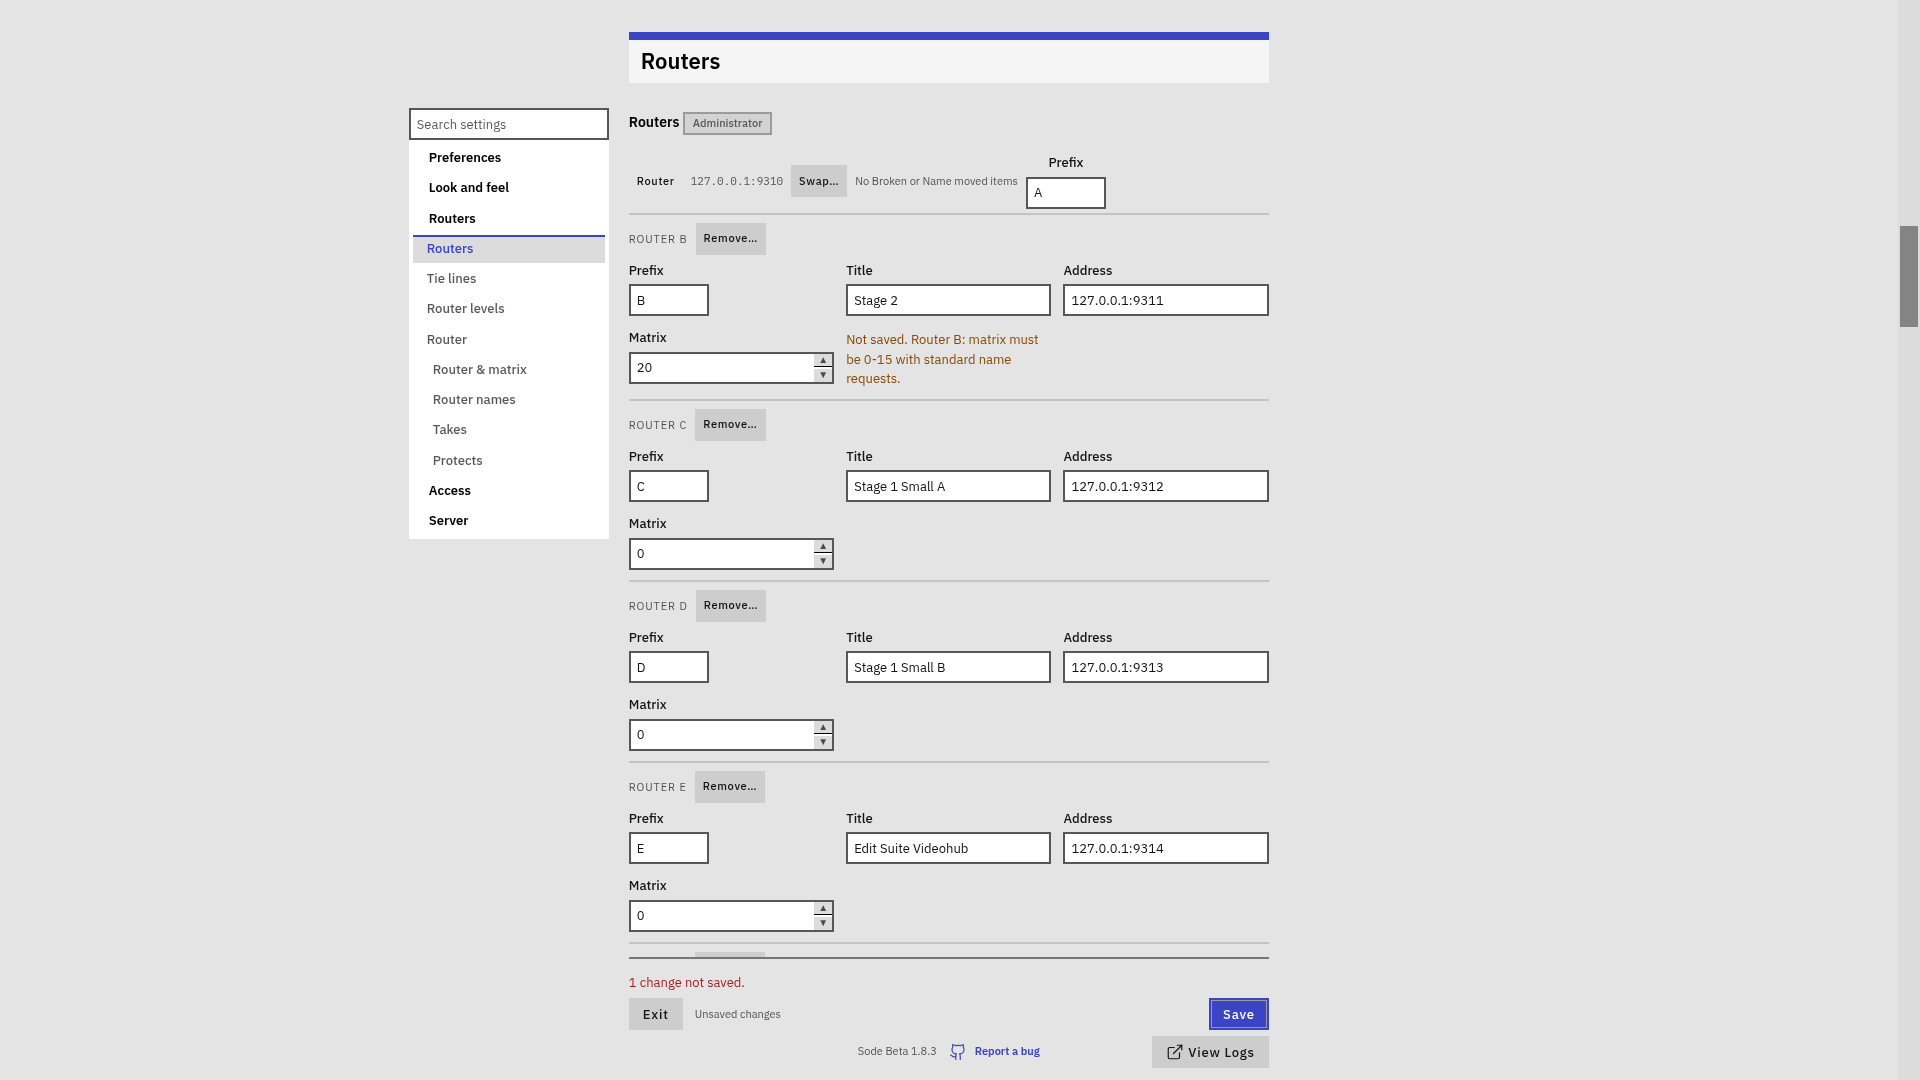 Routers
Search settings
Preferences
Look and feel
Routers
Routers
Tie lines
Router levels
Router
Router & matrix
Router names
Takes
Protects
Access
Server
Routers Administrator
Prefix
Router 127.0.0.1:9310 Swap... No Broken or Name moved items A
ROUTER B Remove...
Prefix Title Address
B Stage 2 127.0.0.1:9311
Matrix
20
Not saved. Router B: matrix must
be 0-15 with standard name
requests.
ROUTER C Remove...
Prefix Title Address
C Stage 1 Small A 127.0.0.1:9312
Matrix
0
ROUTER D Remove...
Prefix Title Address
D Stage 1 Small B 127.0.0.1:9313
Matrix
0
ROUTER E Remove...
Prefix Title Address
E Edit Suite Videohub 127.0.0.1:9314
Matrix
0
1 change not saved.
Exit Unsaved changes Save
Sode Beta 1.8.3 Report a bug View Logs